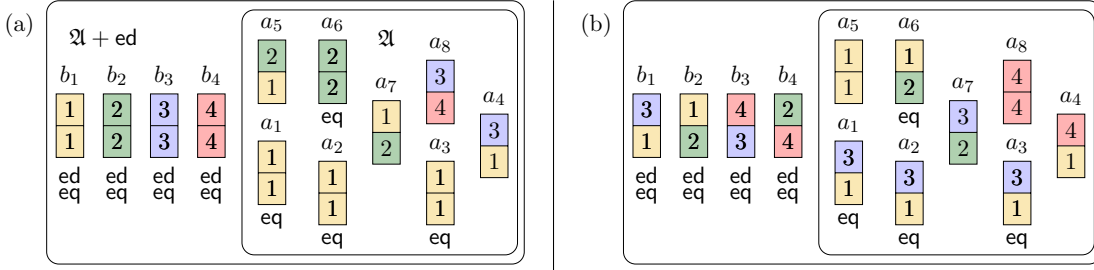 (a)
𝔄 + ed
b₁ b₂ b₃ b₄
1 2 3 4
1 2 3 4
ed ed ed ed
eq eq eq eq
𝔄
a₅
2
1
a₆
2
2
eq
a₇
1
2
a₈
3
4
a₄
3
1
a₁
1
1
eq
a₂
1
1
eq
a₃
1
1
eq
(b)
b₁ b₂ b₃ b₄
3 1 4 2
1 2 3 4
ed ed ed ed
eq eq eq eq
a₅
1
1
a₆
1
2
eq
a₇
3
2
a₈
4
4
a₄
4
1
a₁
3
1
eq
a₂
3
1
eq
a₃
3
1
eq